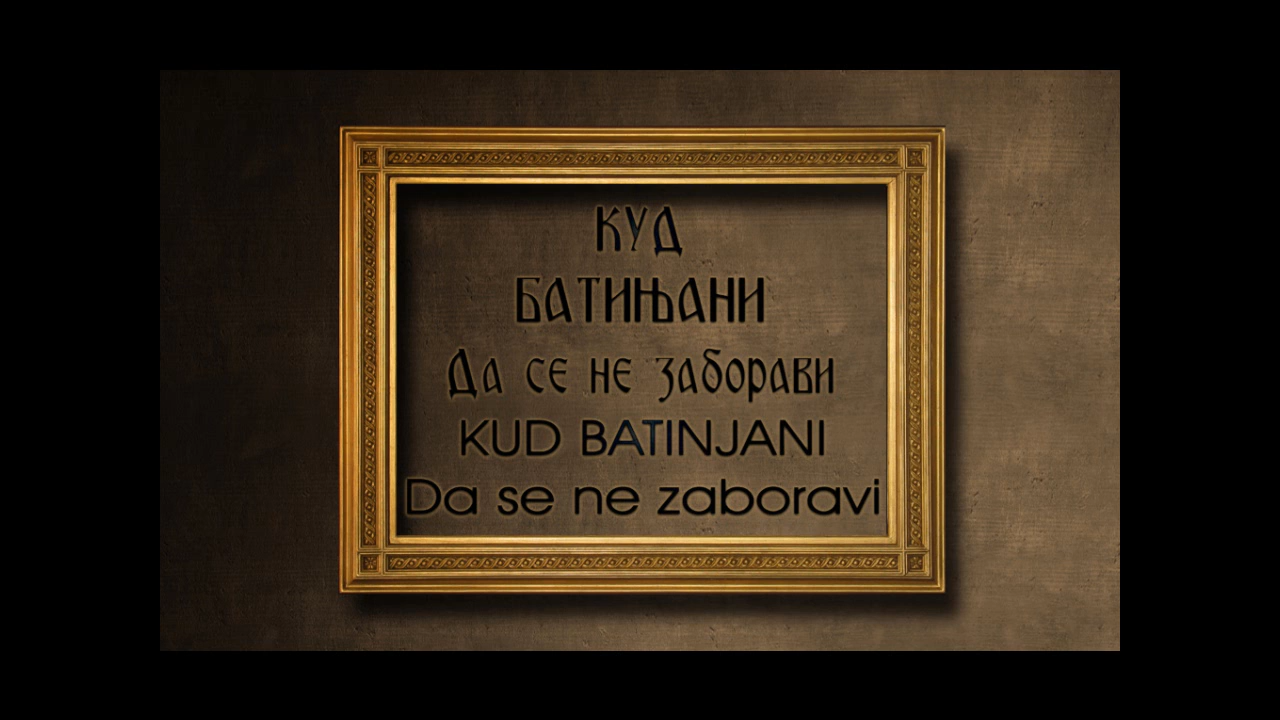 КУД
БАТИЊАНИ
Да се не заборави
KUD BATINJANI
Da se ne zaboravi